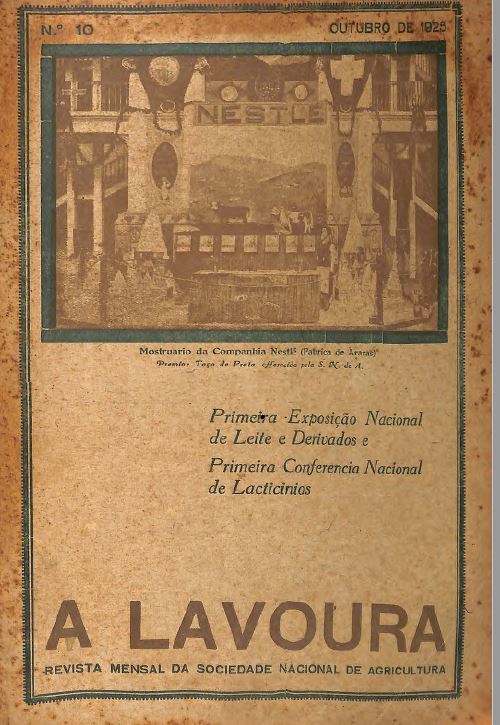 N.º 10
OUTUBRO DE 1925
NESTLÉ
Mostruario da Companhia Nestlé (Fabrica de Araras)
Premio: Taça de Prata offerecida pela S. N. de A.
Primeira Exposição Nacional
de Leite e Derivados e
Primeira Conferencia Nacional
de Lacticinios
A LAVOURA
REVISTA MENSAL DA SOCIEDADE NACIONAL DE AGRICULTURA